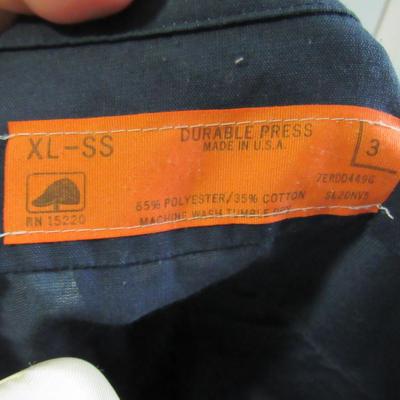 XL-SS
DURABLE PRESS
MADE IN U.S.A.
3
RN 15220
65% POLYESTER/35% COTTON
MACHINE WASH TUMBLE DRY